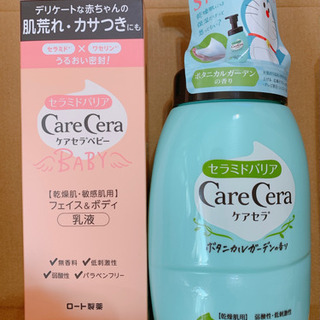 デリケートな赤ちゃんの
肌荒れ・カサつきにも
セラミド × ワセリン
うるおい密封!
セラミドバリア
CareCera
ケアセラベビー
BABY
【乾燥肌・敏感肌用】
フェイス&ボディ
乳液
✓無香料 ✓低刺激性
✓弱酸性 ✓パラベンフリー
ロート製薬
ボタニカルガーデン
の香り
セラミドバリア
CareCera
ケアセラ
ボタニカルガーデンの香り
【乾燥肌用】 弱酸性・低刺激性